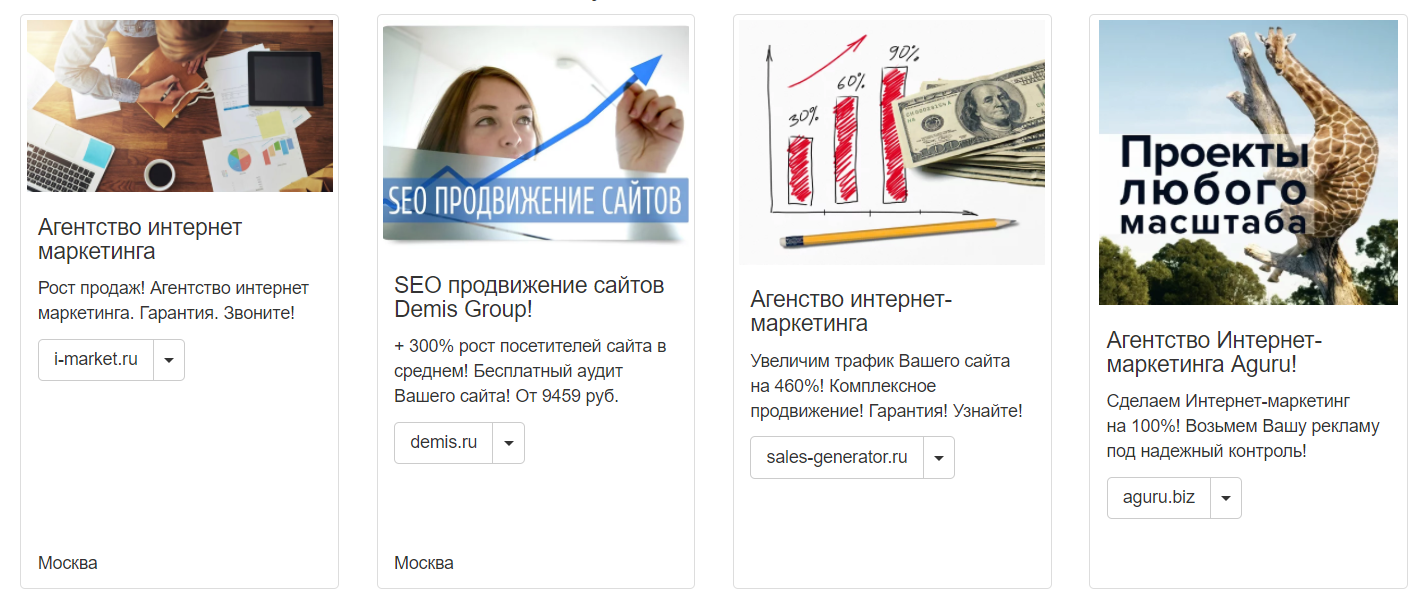 Агентство интернет
маркетинга
Рост продаж! Агентство интернет
маркетинга. Гарантия. Звоните!
i-market.ru
Москва
SEO ПРОДВИЖЕНИЕ САЙТОВ
SEO продвижение сайтов
Demis Group!
+ 300% рост посетителей сайта в
среднем! Бесплатный аудит
Вашего сайта! От 9459 руб.
demis.ru
Москва
30%
60%
90%
Агенство интернет-
маркетинга
Увеличим трафик Вашего сайта
на 460%! Комплексное
продвижение! Гарантия! Узнайте!
sales-generator.ru
Проекты
любого
масштаба
Агентство Интернет-
маркетинга Aguru!
Сделаем Интернет-маркетинг
на 100%! Возьмем Вашу рекламу
под надежный контроль!
aguru.biz